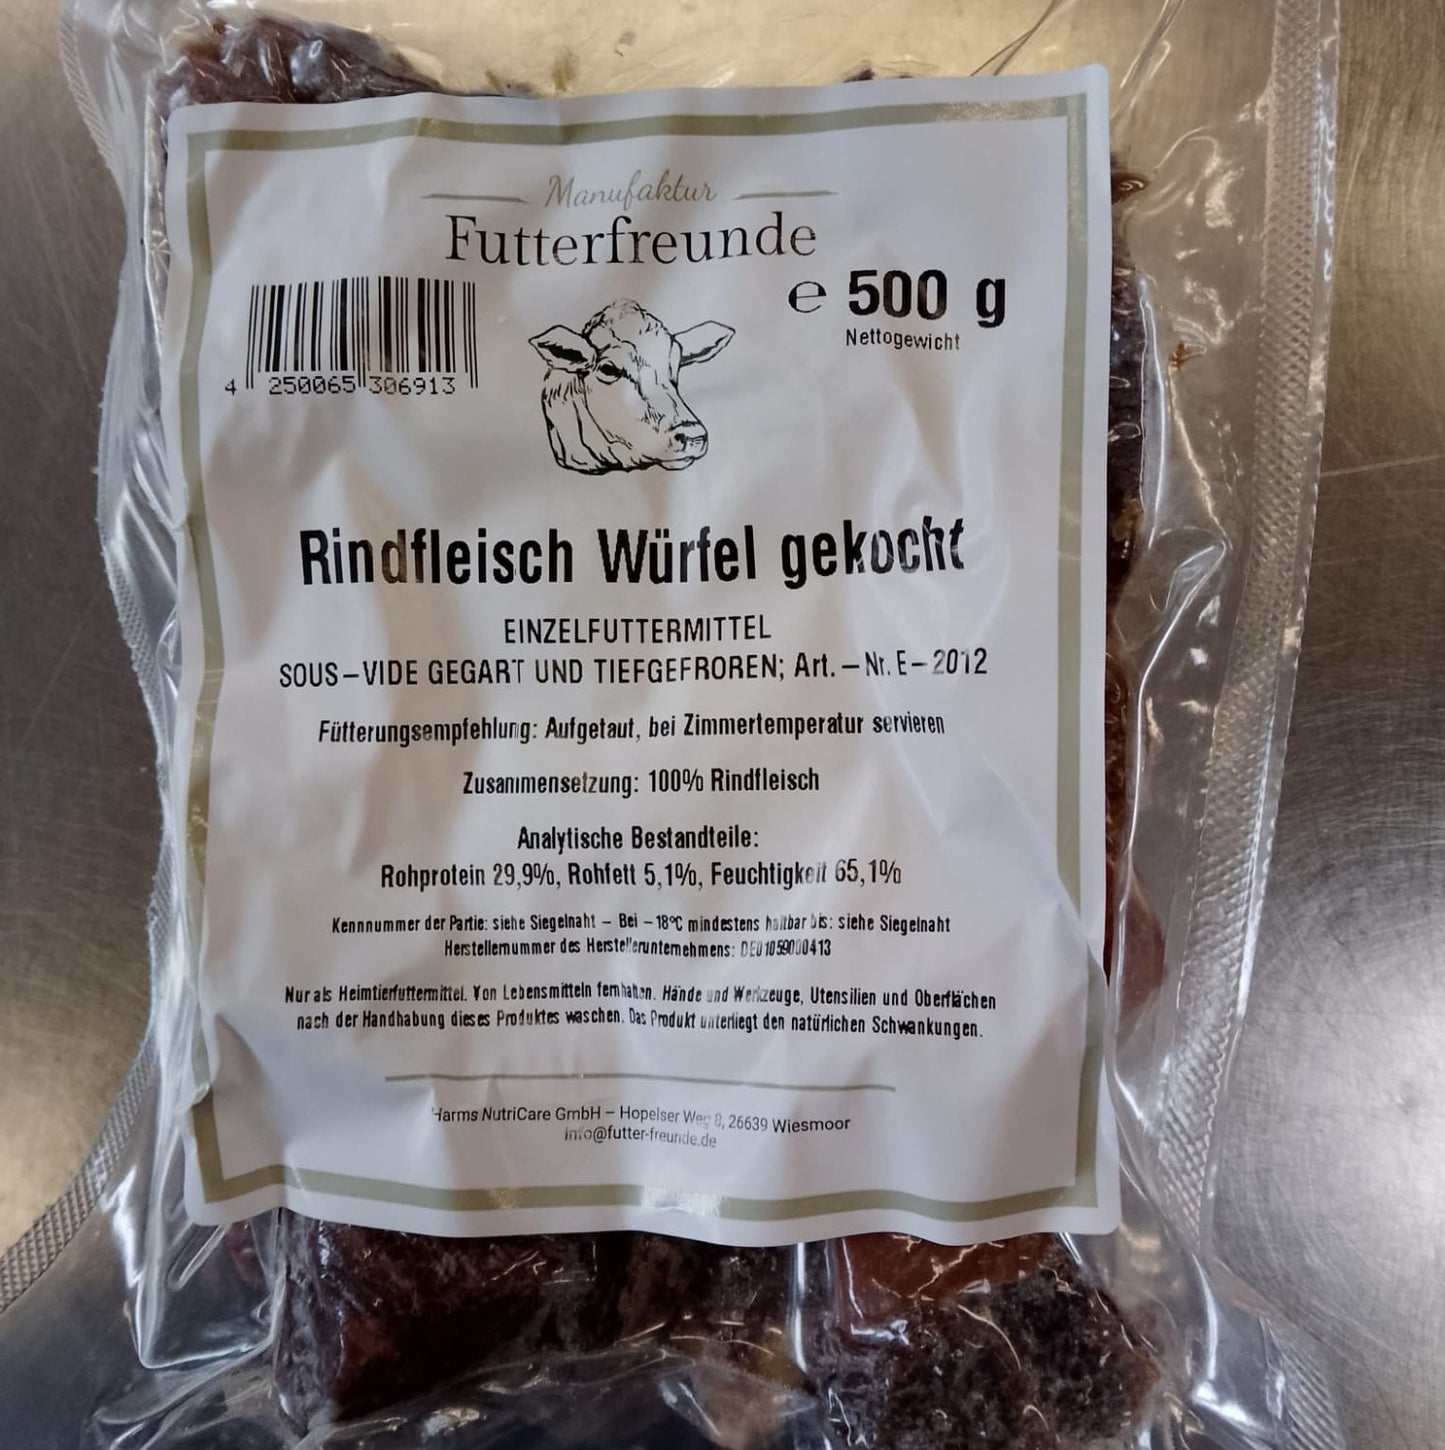 Manufaktur
Futterfreunde
e 500 g
Nettogewicht
4 250065 306913
Rindfleisch Würfel gekocht
EINZELFUTTERMITTEL
SOUS-VIDE GEGART UND TIEFGEFROREN; Art. - Nr. E- 2012
Fütterungsempfehlung: Aufgetaut, bei Zimmertemperatur servieren
Zusammensetzung: 100% Rindfleisch
Analytische Bestandteile:
Rohprotein 29,9%, Rohfett 5,1%, Feuchtigkeit 65,1%
Kennnummer der Partie: siehe Siegelnaht - Bei -18°C mindestens haltbar bis: siehe Siegelnaht
Herstellernummer des Herstellerunternehmens: DE01059000413
Nur als Heimtierfuttermittel. Von Lebensmitteln fernhalten. Hände und Werkzeuge, Utensilien und Oberflächen
nach der Handhabung dieses Produktes waschen. Das Produkt unterliegt den natürlichen Schwankungen.
Harms NutriCare GmbH – Hopelser Weg 26639 Wiesmoor
info@futter-freunde.de